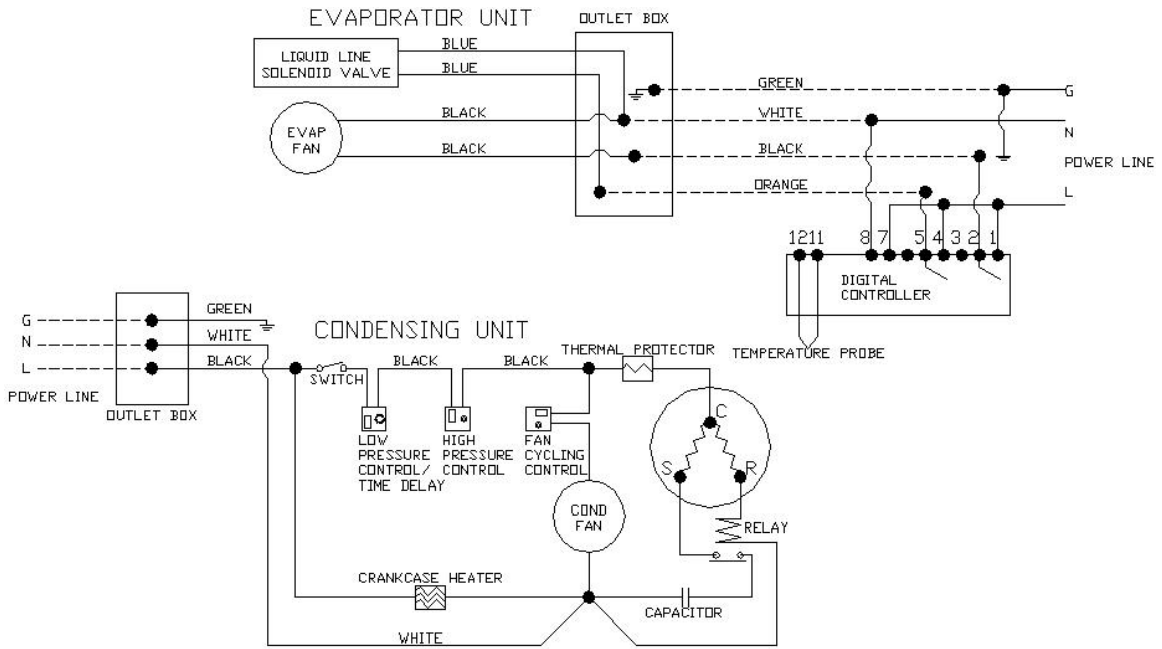 EVAPORATOR UNIT
OUTLET BOX
LIQUID LINE
SOLENOID VALVE
BLUE
BLUE
EVAP
FAN
BLACK
BLACK
GREEN
WHITE
BLACK
ORANGE
G
N
POWER LINE
L
12 11 8 7 5 4 3 2 1
DIGITAL
CONTROLLER
TEMPERATURE PROBE
G
N
L
POWER LINE
OUTLET BOX
GREEN
WHITE
BLACK
CONDENSING UNIT
SWITCH
BLACK
BLACK
THERMAL PROTECTOR
LOW
PRESSURE
CONTROL/
TIME DELAY
HIGH
PRESSURE
CONTROL
FAN
CYCLING
CONTROL
C
S
R
COND
FAN
RELAY
CRANKCASE HEATER
CAPACITOR
WHITE